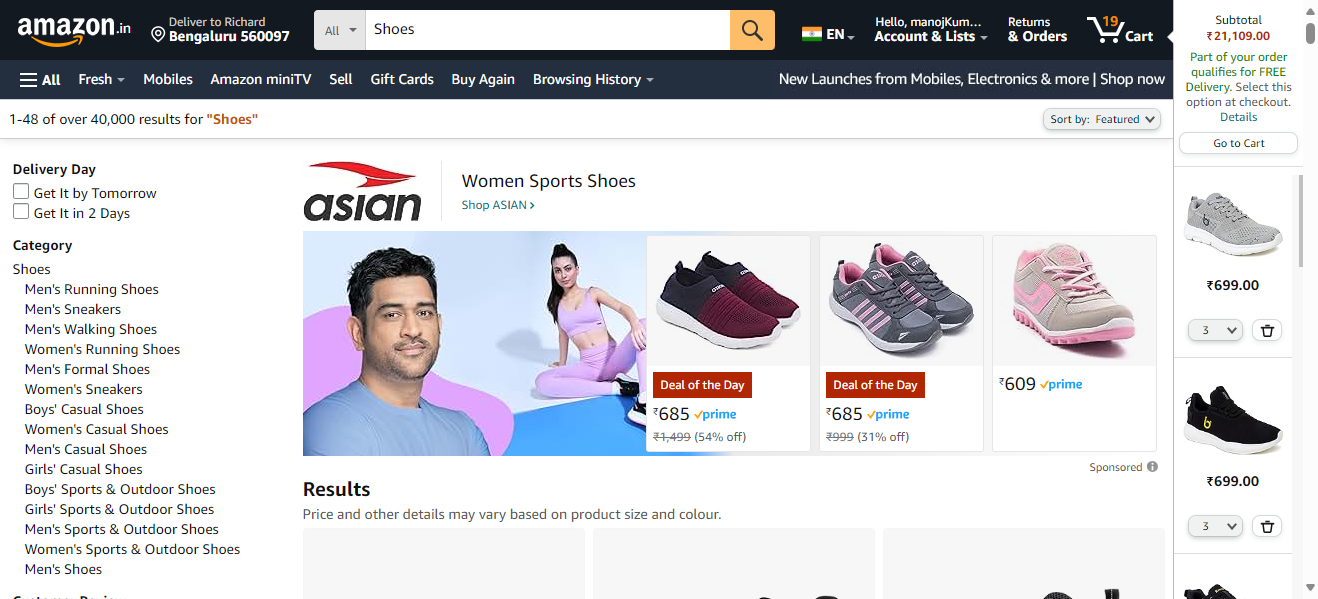 amazon.in
Deliver to Richard
Bengaluru 560097
All
Shoes
EN
Hello, manojKum...
Account & Lists
Returns
& Orders
19
Cart
All
Fresh
Mobiles
Amazon miniTV
Sell
Gift Cards
Buy Again
Browsing History
New Launches from Mobiles, Electronics & more | Shop now
1-48 of over 40,000 results for "Shoes"
Sort by: Featured
Delivery Day
Get It by Tomorrow
Get It in 2 Days
Category
Shoes
Men's Running Shoes
Men's Sneakers
Men's Walking Shoes
Women's Running Shoes
Men's Formal Shoes
Women's Sneakers
Boys' Casual Shoes
Women's Casual Shoes
Men's Casual Shoes
Girls' Casual Shoes
Boys' Sports & Outdoor Shoes
Girls' Sports & Outdoor Shoes
Men's Sports & Outdoor Shoes
Women's Sports & Outdoor Shoes
Men's Shoes
asian
Women Sports Shoes
Shop ASIAN ›
Deal of the Day
₹685 prime
₹1,499 (54% off)
Deal of the Day
₹685 prime
₹999 (31% off)
₹609 prime
Sponsored
Results
Price and other details may vary based on product size and colour.
Subtotal
₹21,109.00
Part of your order
qualifies for FREE
Delivery. Select this
option at checkout.
Details
Go to Cart
₹699.00
3
₹699.00
3